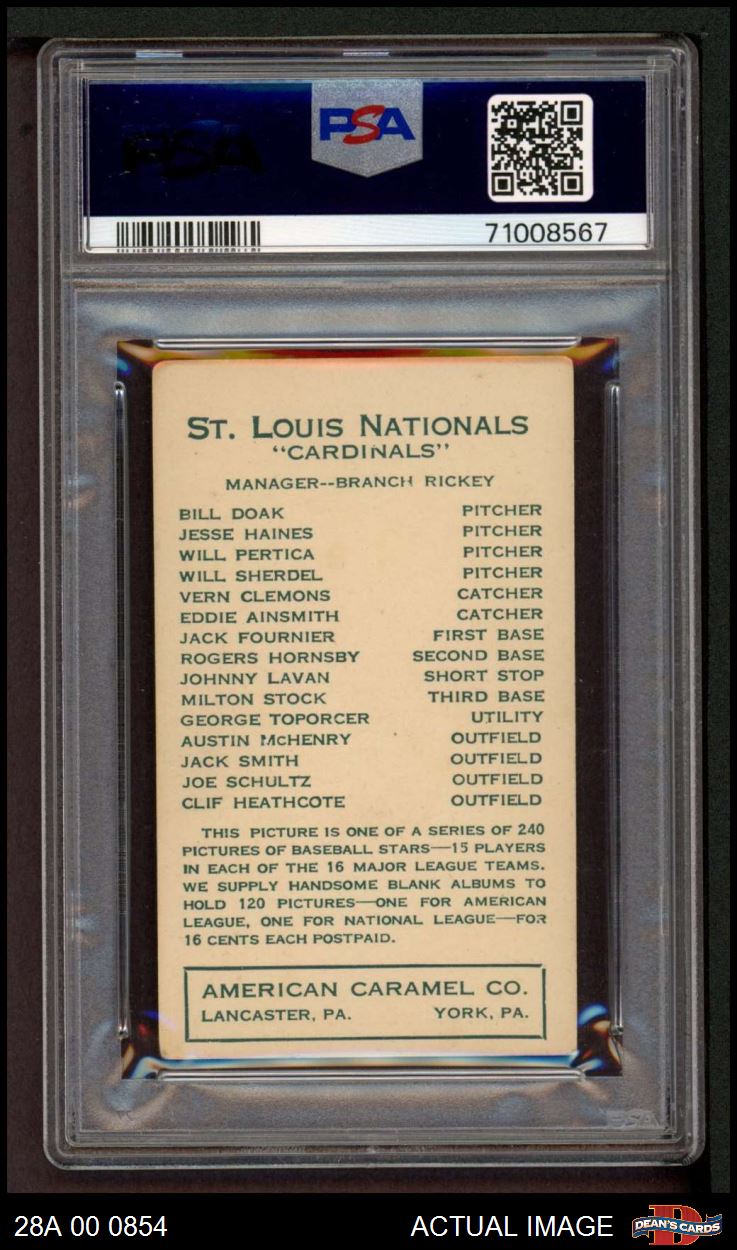 PSA
PSA
71008567
ST. LOUIS NATIONALS
"CARDINALS"
MANAGER--BRANCH RICKEY
BILL DOAK PITCHER
JESSE HAINES PITCHER
WILL PERTICA PITCHER
WILL SHERDEL PITCHER
VERN CLEMONS CATCHER
EDDIE AINSMITH CATCHER
JACK FOURNIER FIRST BASE
ROGERS HORNSBY SECOND BASE
JOHNNY LAVAN SHORT STOP
MILTON STOCK THIRD BASE
GEORGE TOPORCER UTILITY
AUSTIN McHENRY OUTFIELD
JACK SMITH OUTFIELD
JOE SCHULTZ OUTFIELD
CLIF HEATHCOTE OUTFIELD
THIS PICTURE IS ONE OF A SERIES OF 240
PICTURES OF BASEBALL STARS—15 PLAYERS
IN EACH OF THE 16 MAJOR LEAGUE TEAMS.
WE SUPPLY HANDSOME BLANK ALBUMS TO
HOLD 120 PICTURES—ONE FOR AMERICAN
LEAGUE, ONE FOR NATIONAL LEAGUE—FOR
16 CENTS EACH POSTPAID.
AMERICAN CARAMEL CO.
LANCASTER, PA. YORK, PA.
PSA
28A 00 0854 ACTUAL IMAGE D DEAN'S CARDS